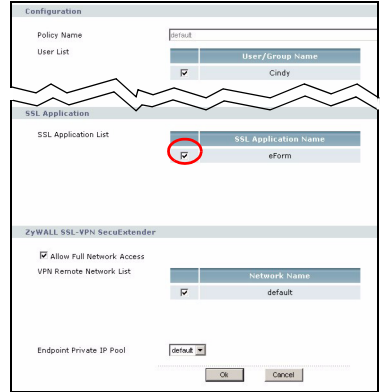 Configuration
Policy Name default
User List
User/Group Name
Cindy
SSL Application
SSL Application List
SSL Application Name
eForm
ZyWALL SSL-VPN SecuExtender
Allow Full Network Access
VPN Remote Network List
Network Name
default
Endpoint Private IP Pool default
Ok Cancel